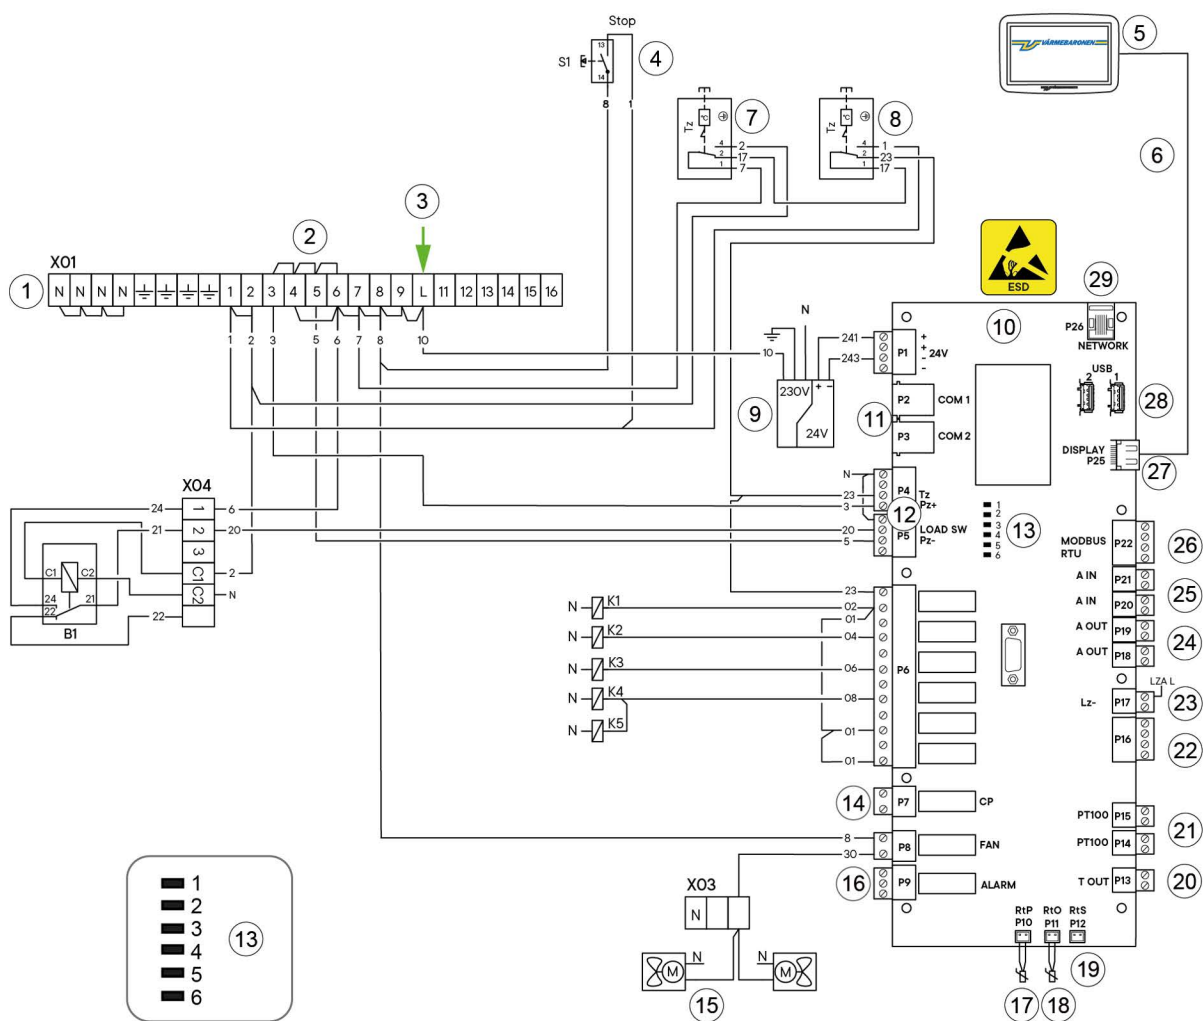 Stop
13
S1
14
8 1
4
5
VÄRMEBARONEN
6
7
Tz
°C
4 2
2 17
1 7
8
Tz
°C
4 1
2 23
1 17
3
2
X01
1
N N N N 1 2 3 4 5 6 7 8 9 L 11 12 13 14 15 16
1 2 3 5 6 7 8 10
ESD
29
10
P26
NETWORK
N
241
243
10
230V
+ -
24V
9
P1
+
+
-
-
24V
USB
2 1
28
11
P2 COM 1
P3 COM 2
DISPLAY
P25
27
N
23
3
P4
Tz
Pz+
12
20
5
P5
LOAD SW
Pz-
1
2
3
4
5
6
13
MODBUS
RTU
P22
26
A IN P21
A IN P20
25
A OUT P19
A OUT P18
24
LZA L
Lz- P17
23
P16
22
X04
24 1 6
21 2 20
3
C1 2
C2 N
22
C1 C2
24 21
22
B1
23
N K1 02
01
N K2 04
N K3 06
N K4 08
N K5
01
01
P6
14
P7 CP
8
30
P8 FAN
16
P9 ALARM
PT100 P15
PT100 P14
21
T OUT P13
20
X03
N
M N
N M
15
RtP
P10
RtO
P11
RtS
P12
17
18
19
1
2
3
4
5
6
13